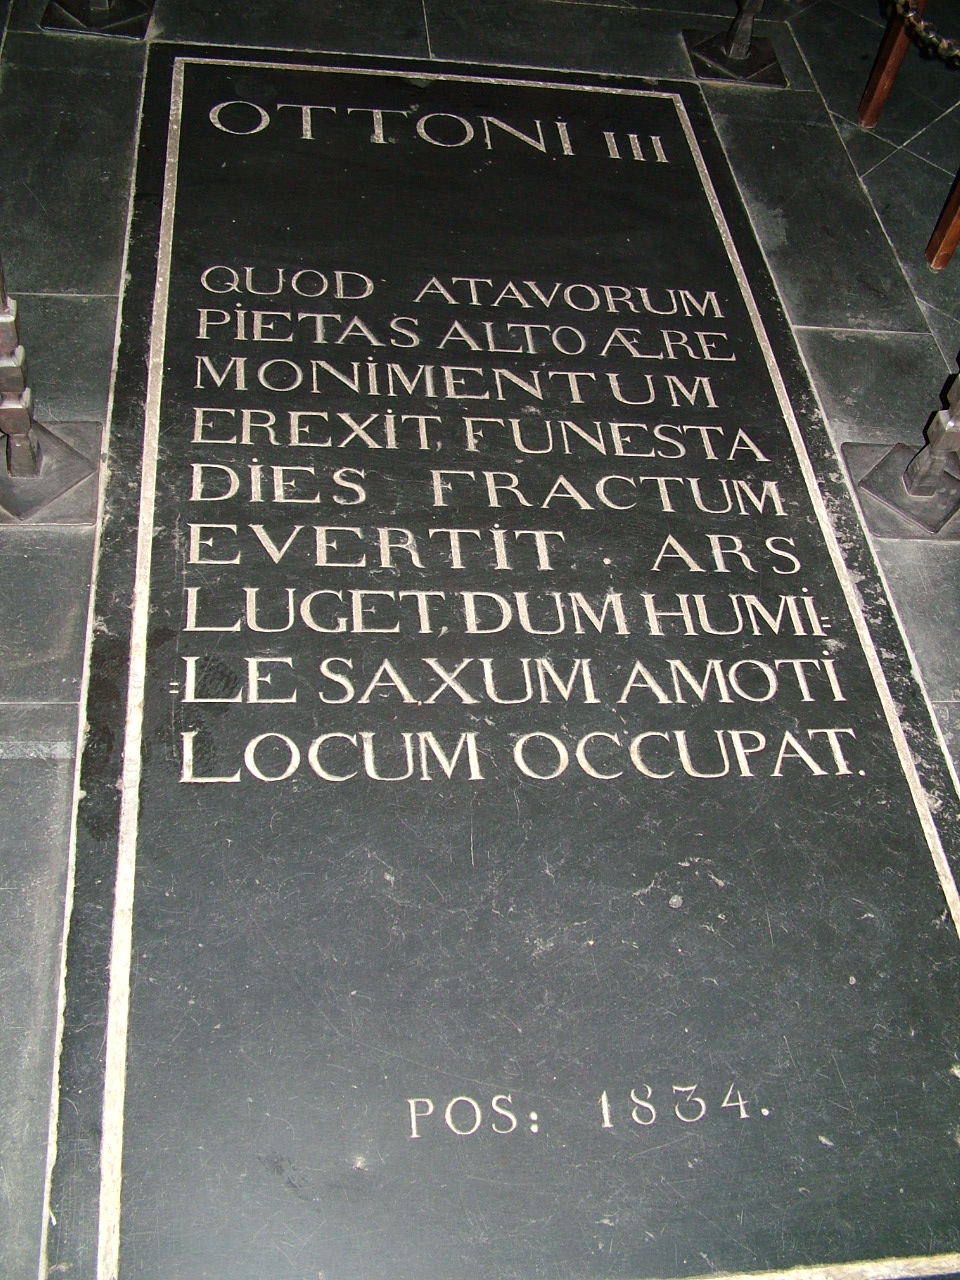 OTTONI III
QUOD ATAVORUM
PIETAS ALTO ÆRE
MONIMENTUM
EREXIT FUNESTA
DIES FRACTUM
EVERTIT. ARS
LUGET, DUM HUMI=
=LE SAXUM AMOTI
LOCUM OCCUPAT.
POS: 1834.